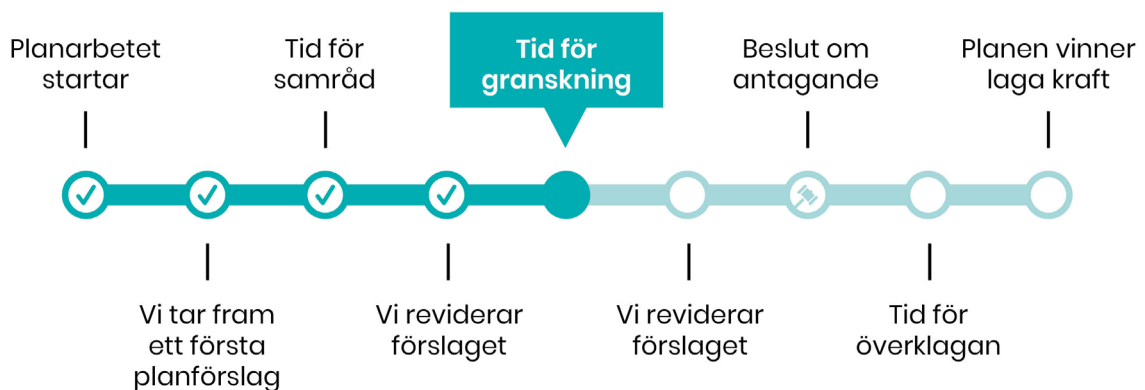 Planarbetet
startar
Tid för
samråd
Tid för
granskning
Beslut om
antagande
Planen vinner
laga kraft
Vi tar fram
ett första
planförslag
Vi reviderar
förslaget
Vi reviderar
förslaget
Tid för
överklagan